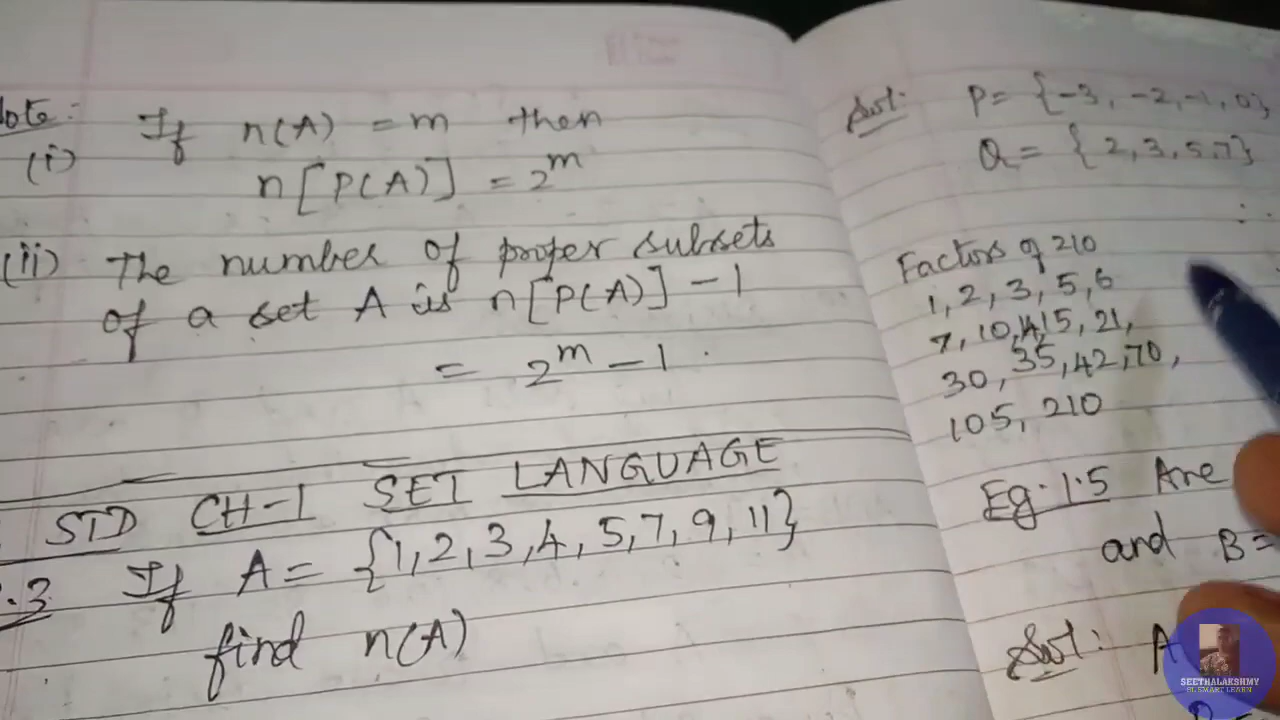 Note: If n(A) = m then
(i) n[P(A)] = 2^m
(ii) The number of proper subsets
of a set A is n[P(A)] - 1
= 2^m - 1.
STD CH-1 SET LANGUAGE
.3 If A = {1, 2, 3, 4, 5, 7, 9, 11}
find n(A)
Sol: P = {-3, -2, -1, 0}
Q = {2, 3, 5, 7}
∴
Factors of 210
1, 2, 3, 5, 6
7, 10, 14, 15, 21,
30, 35, 42, 70,
105, 210
Eg. 1.5 Are
and B =
Sol: A
SEETHALAKSHMY
SL SMART LEARN